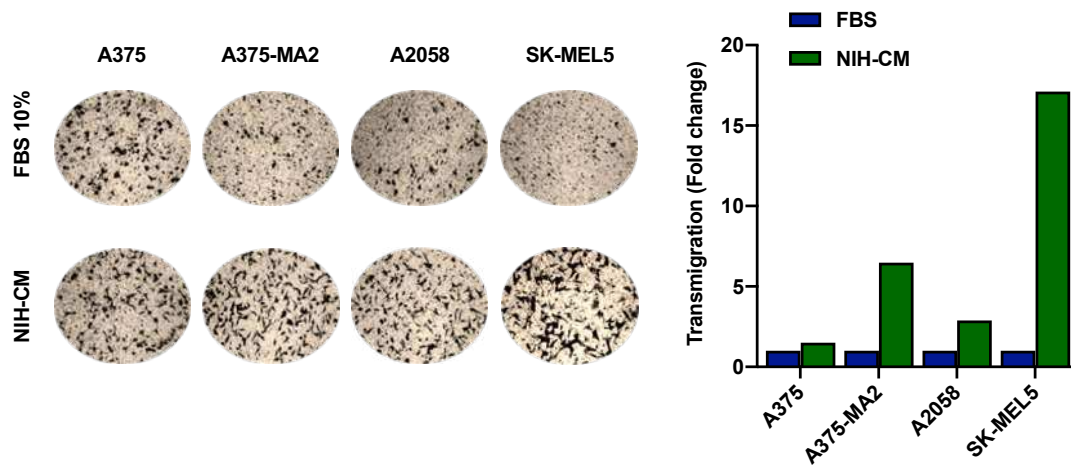 A375 A375-MA2 A2058 SK-MEL5
FBS 10%
NIH-CM
FBS
NIH-CM
Transmigration (Fold change)
20
15
10
5
0
A375 A375-MA2 A2058 SK-MEL5